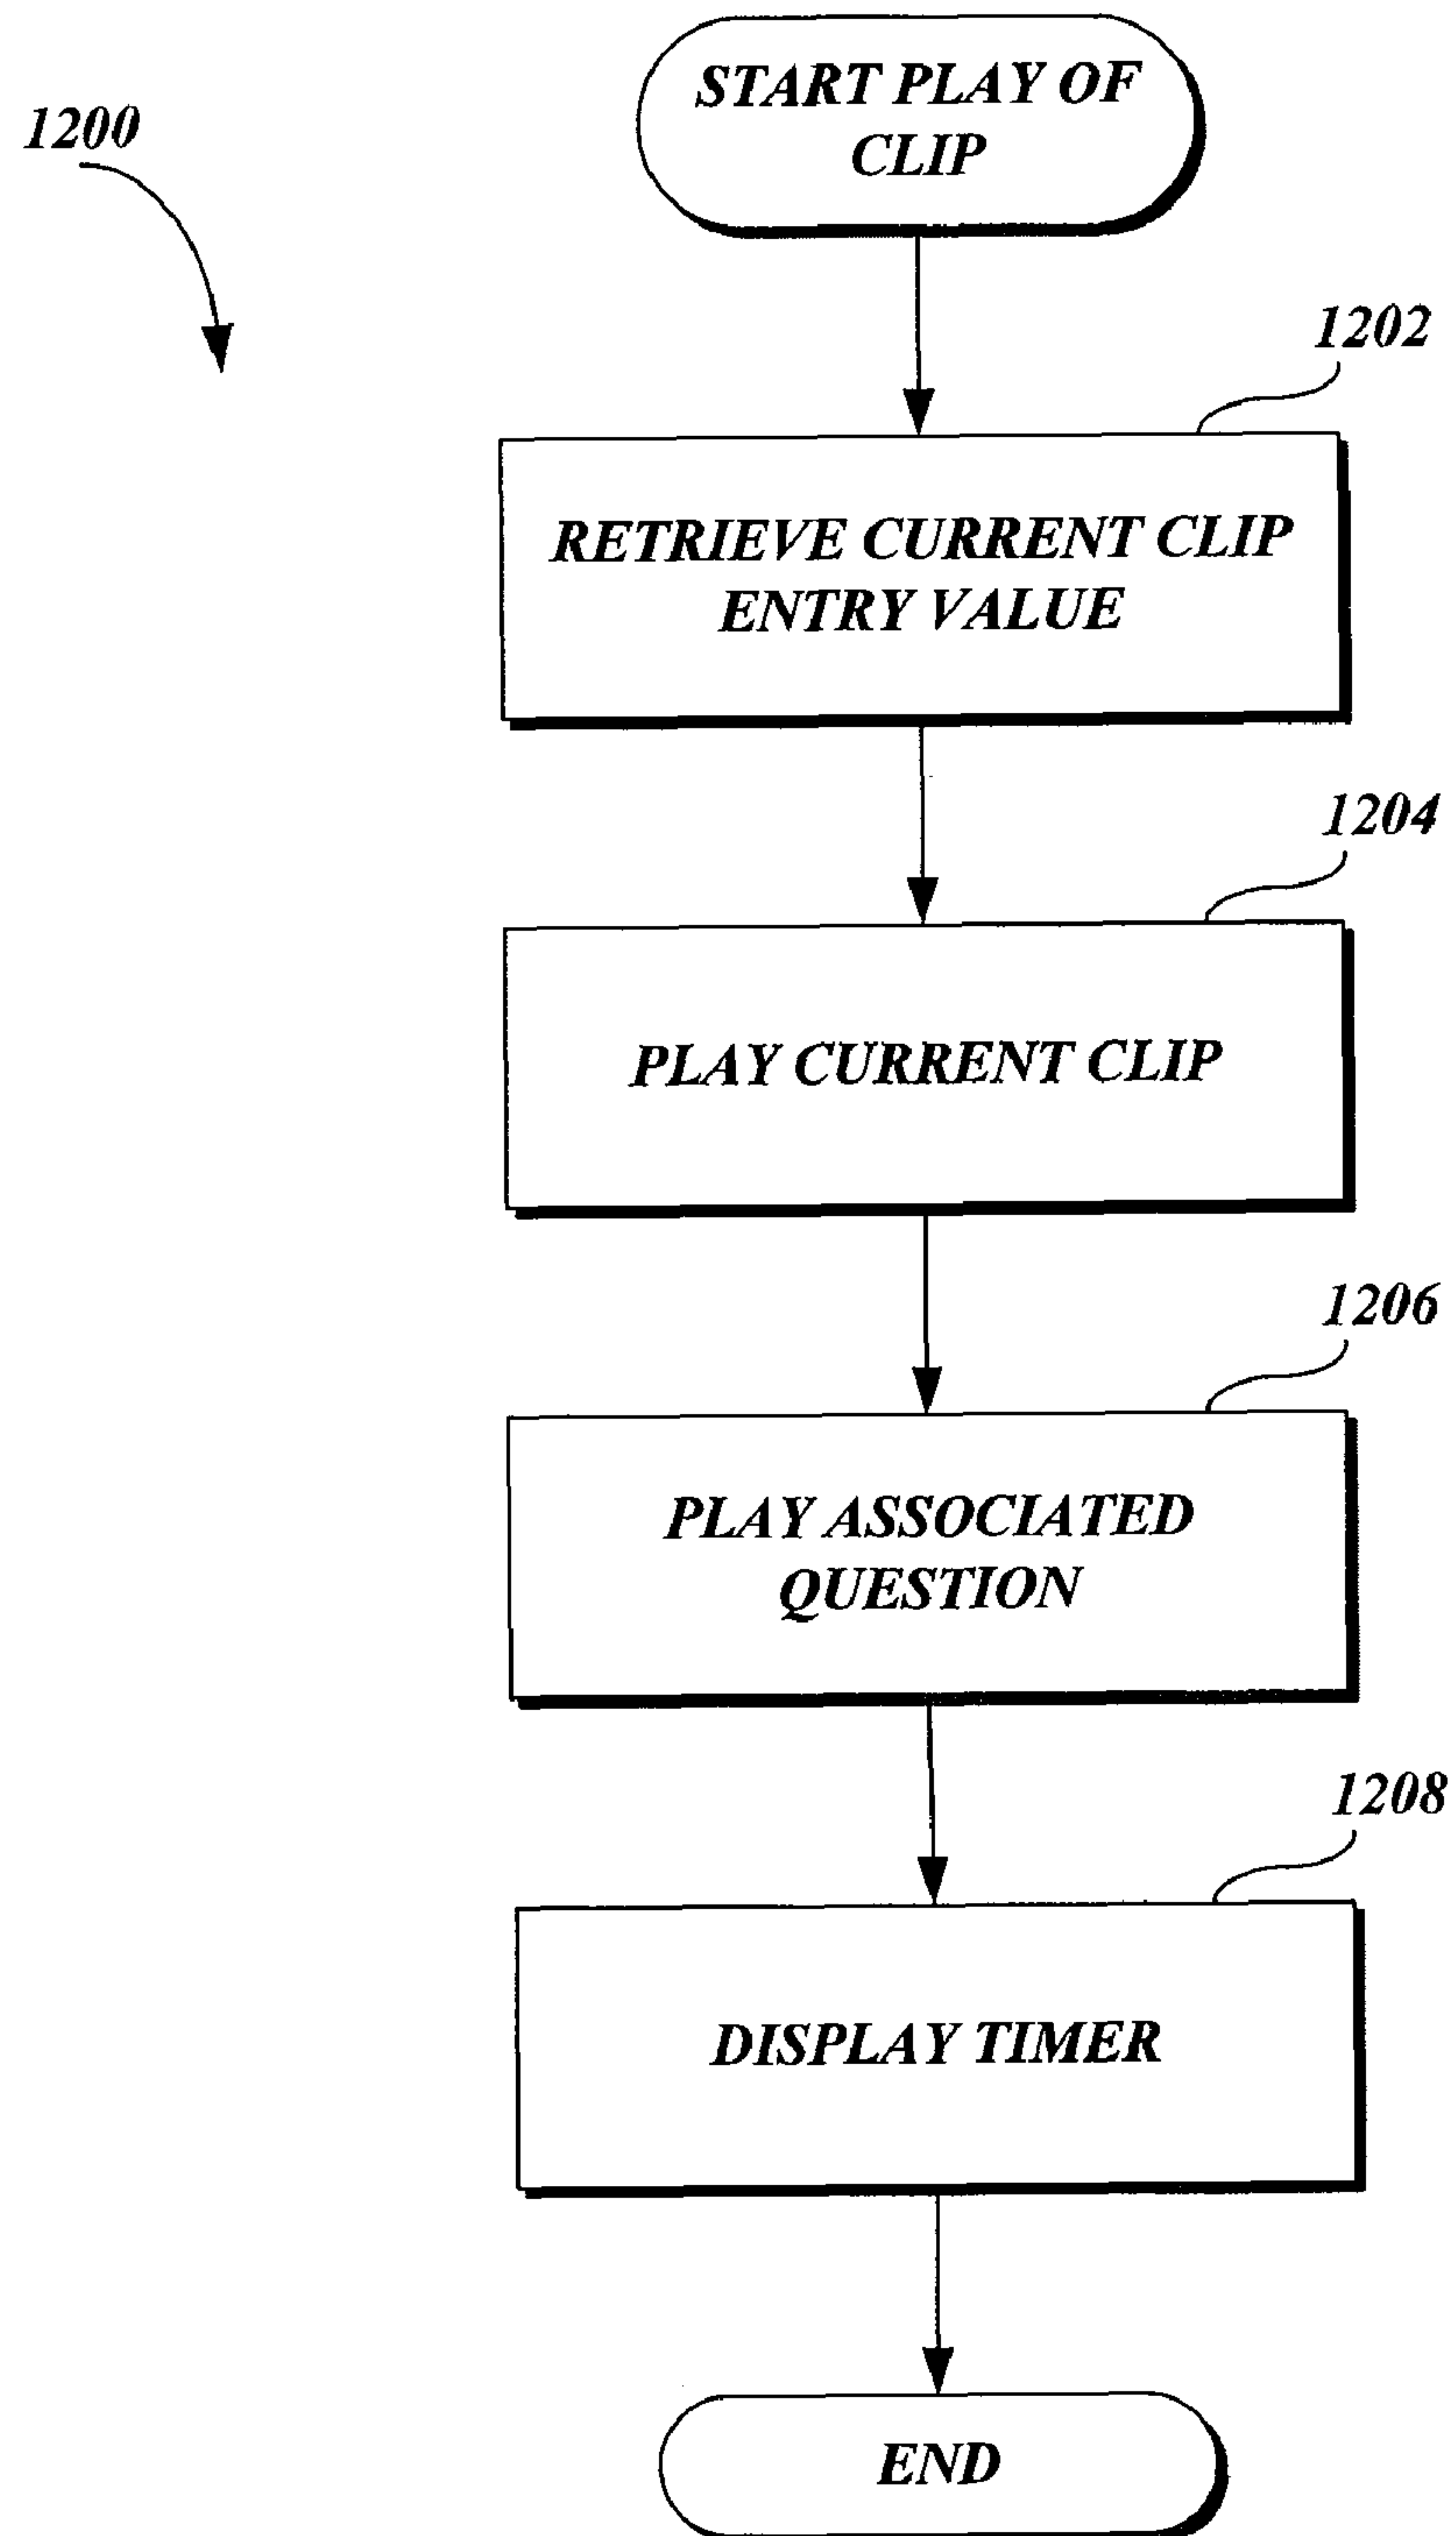 START PLAY OF
CLIP
1200
1202
RETRIEVE CURRENT CLIP
ENTRY VALUE
1204
PLAY CURRENT CLIP
1206
PLAY ASSOCIATED
QUESTION
1208
DISPLAY TIMER
END